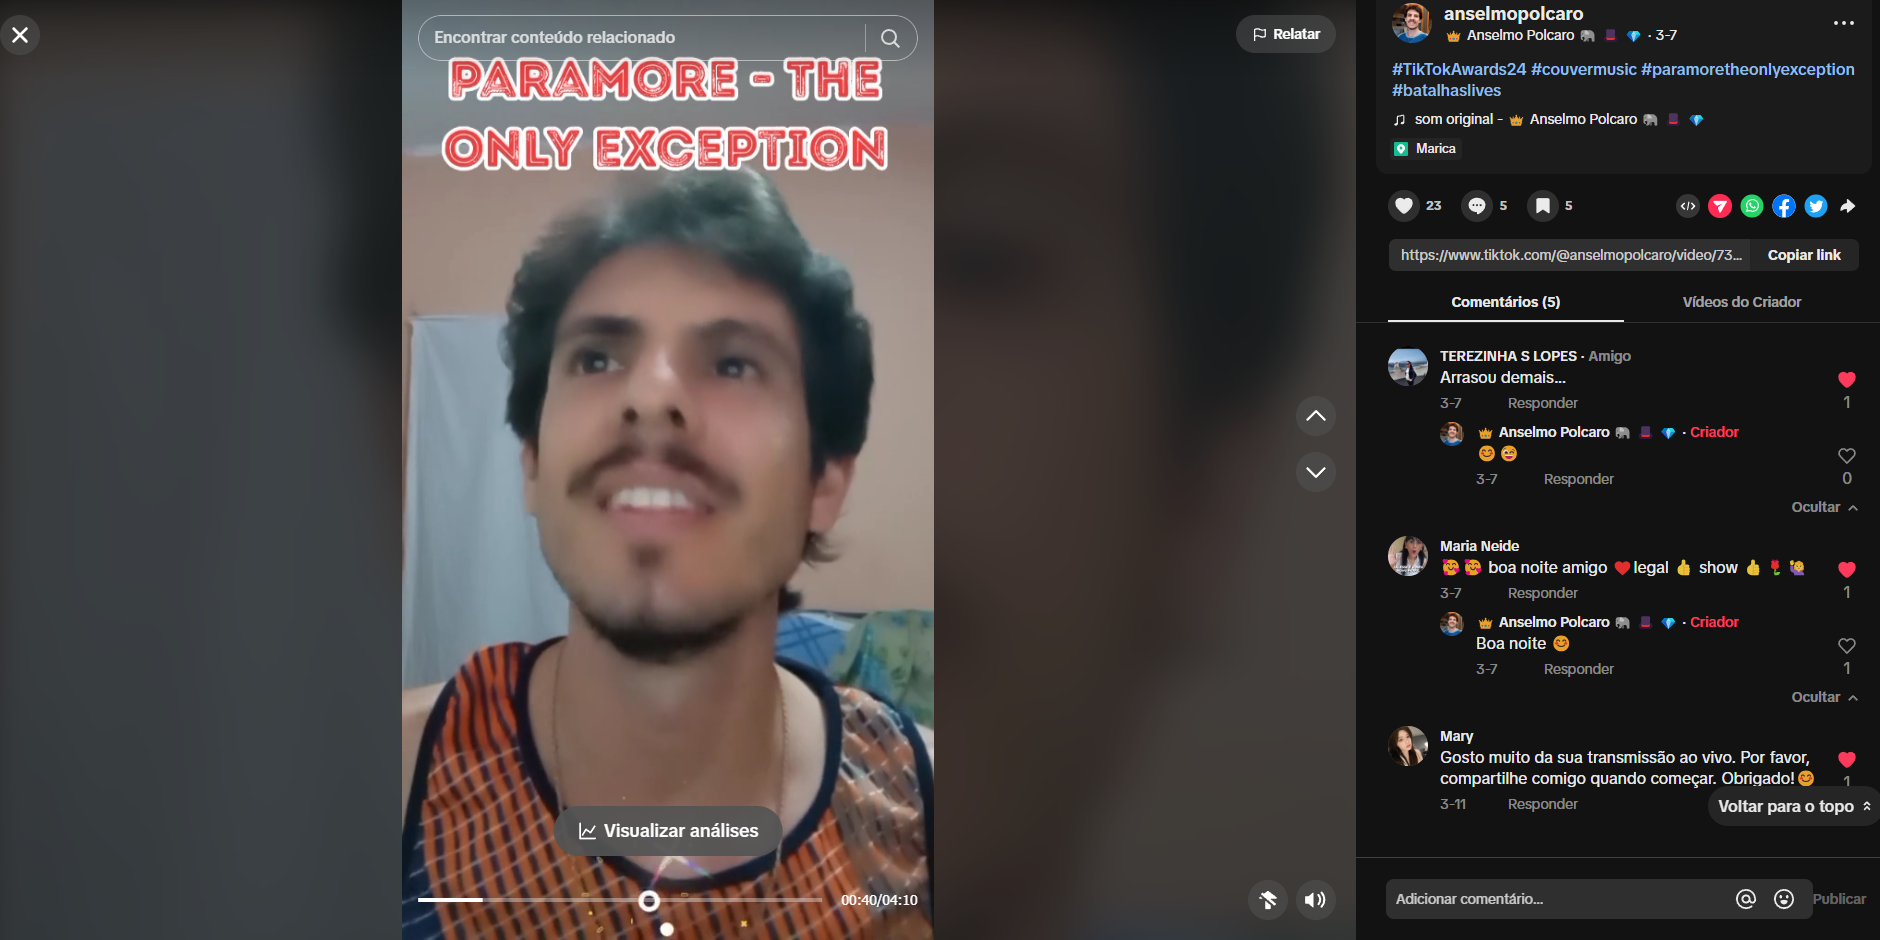 Encontrar conteúdo relacionado
Relatar
PARAMORE - THE
ONLY EXCEPTION
Visualizar análises
00:40/04:10
anselmopolcaro
👑 Anselmo Polcaro 🐘 🎩 💎 · 3-7
#TikTokAwards24 #couvermusic #paramoretheonlyexception
#batalhaslives
som original - 👑 Anselmo Polcaro 🐘 🎩 💎
Marica
23 5 5
https://www.tiktok.com/@anselmopolcaro/video/73... Copiar link
Comentários (5) Vídeos do Criador
TEREZINHA S LOPES · Amigo
Arrasou demais...
1
3-7 Responder
👑 Anselmo Polcaro 🐘 🎩 💎 · Criador
😊 😜
0
3-7 Responder
Ocultar
Maria Neide
🥰 🥰 boa noite amigo ❤️legal 👍 show 👍 🌷 🙋‍♀️
1
3-7 Responder
👑 Anselmo Polcaro 🐘 🎩 💎 · Criador
Boa noite 😊
1
3-7 Responder
Ocultar
Mary
Gosto muito da sua transmissão ao vivo. Por favor,
compartilhe comigo quando começar. Obrigado!😊
1
3-11 Responder
Voltar para o topo
Adicionar comentário...
Publicar